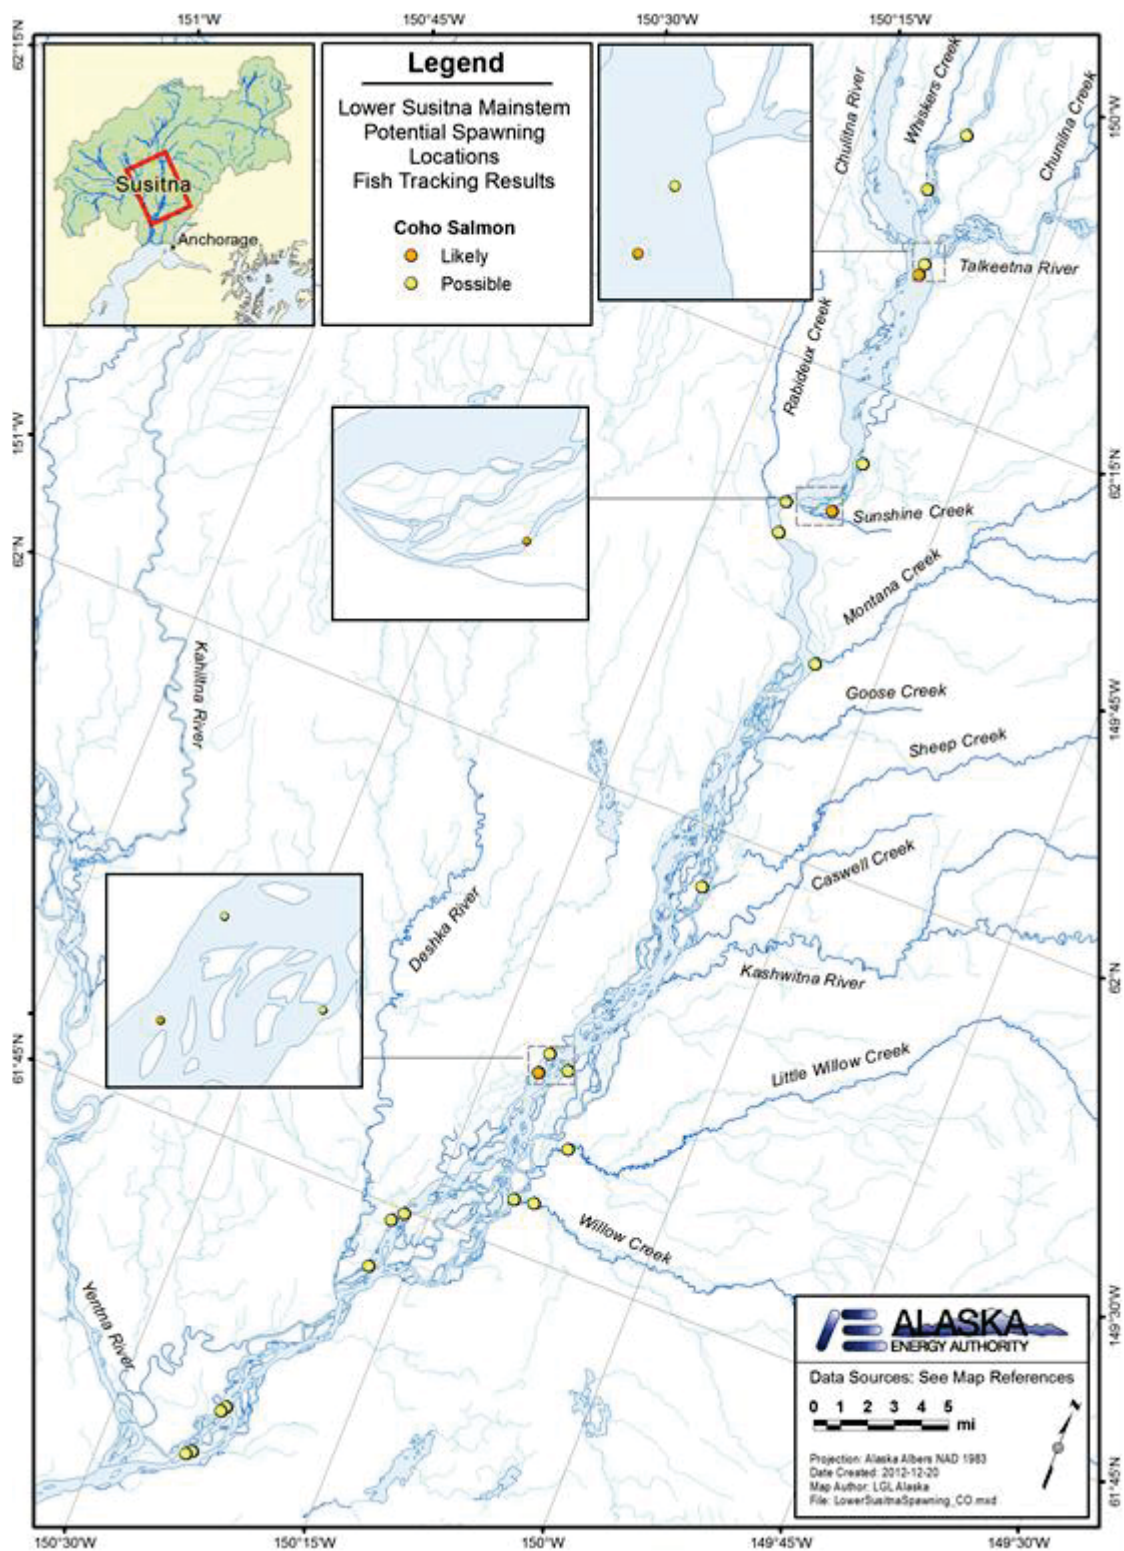 151°W
150°45'W
150°30'W
150°15'W
62°15'N
151°W
62°N
61°45'N
150°W
62°15'N
149°45'W
62°N
149°30'W
61°45'N
150°30'W
150°15'W
150°W
149°45'W
149°30'W
Susitna
Anchorage
Legend
Lower Susitna Mainstem
Potential Spawning
Locations
Fish Tracking Results
Coho Salmon
Likely
Possible
Chulitna River
Whiskers Creek
Chunilna Creek
Talkeetna River
Rabideux Creek
Sunshine Creek
Montana Creek
Kahiltna River
Goose Creek
Sheep Creek
Caswell Creek
Deshka River
Kashwitna River
Little Willow Creek
Willow Creek
Yentna River
ALASKA
ENERGY AUTHORITY
Data Sources: See Map References
0 1 2 3 4 5
mi
N
Projection: Alaska Albers NAD 1983
Date Created: 2012-12-20
Map Author: LGL Alaska
File: LowerSusitnaSpawning_CO.mxd